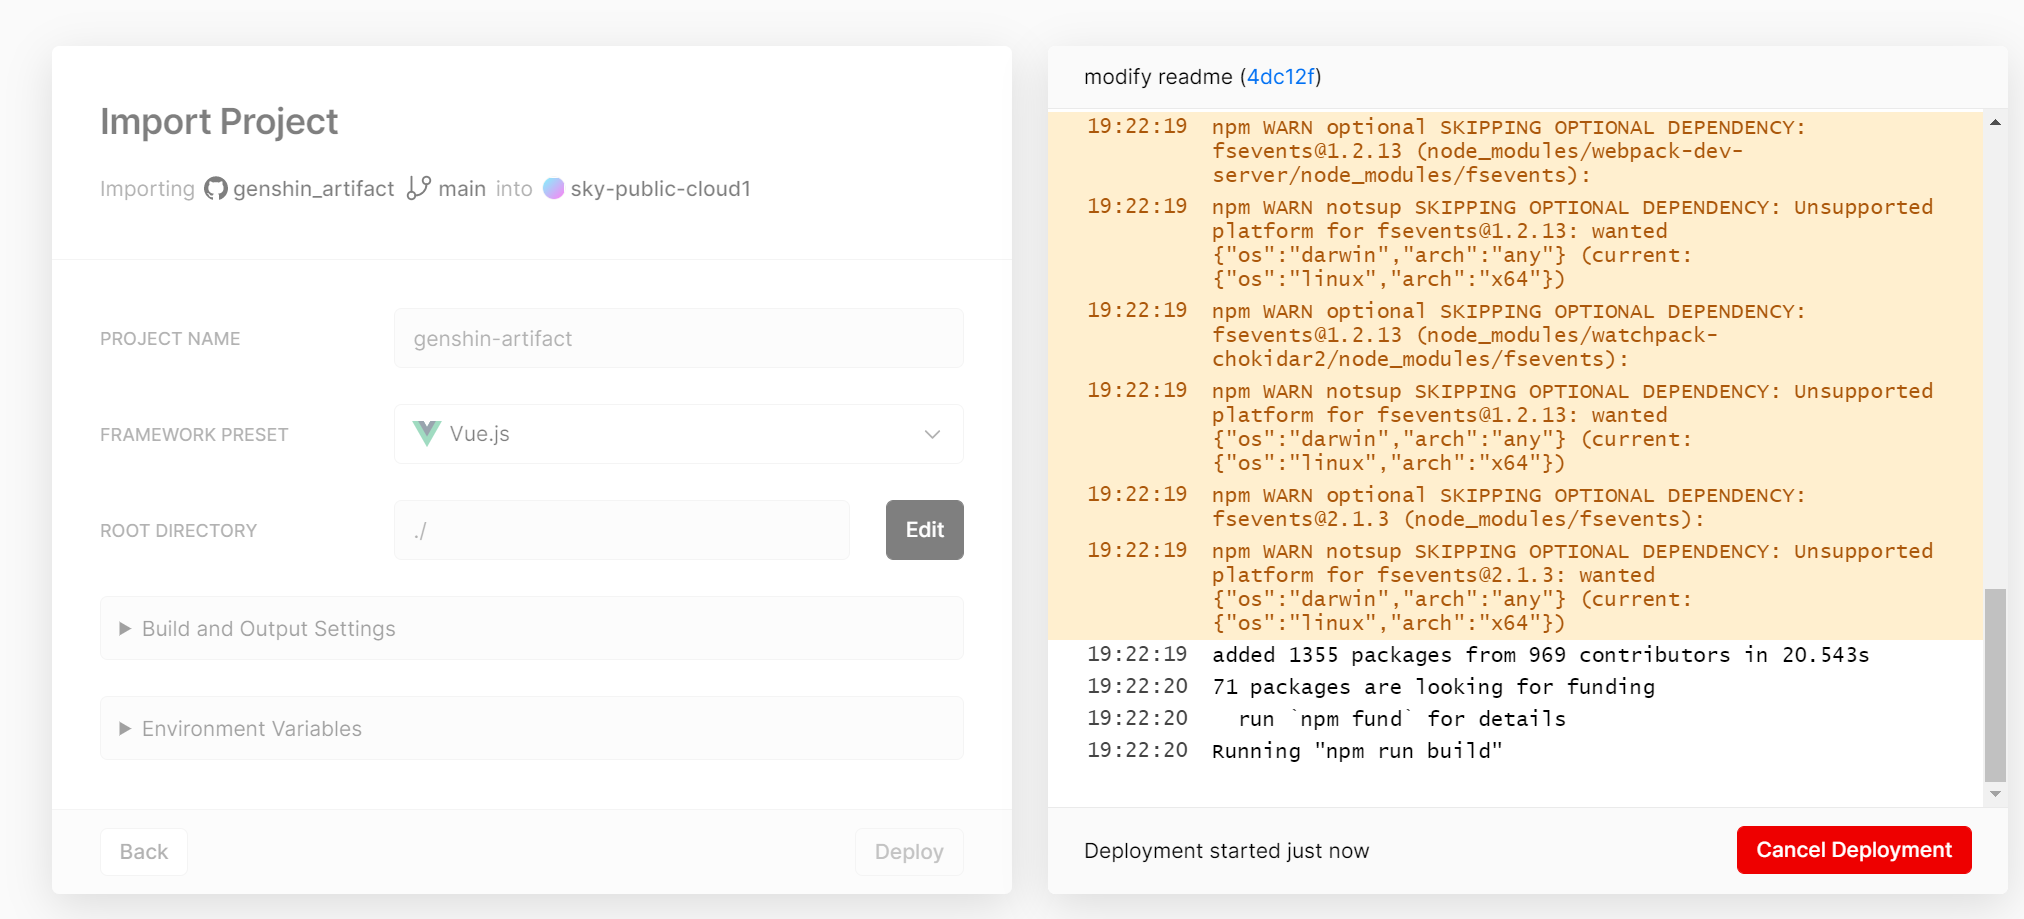 Import Project
Importing genshin_artifact main into sky-public-cloud1
PROJECT NAME
genshin-artifact
FRAMEWORK PRESET
Vue.js
ROOT DIRECTORY
./
Edit
Build and Output Settings
Environment Variables
Back
Deploy
modify readme (4dc12f)
19:22:19 npm WARN optional SKIPPING OPTIONAL DEPENDENCY:
fsevents@1.2.13 (node_modules/webpack-dev-
server/node_modules/fsevents):
19:22:19 npm WARN notsup SKIPPING OPTIONAL DEPENDENCY: Unsupported
platform for fsevents@1.2.13: wanted
{"os":"darwin","arch":"any"} (current:
{"os":"linux","arch":"x64"})
19:22:19 npm WARN optional SKIPPING OPTIONAL DEPENDENCY:
fsevents@1.2.13 (node_modules/watchpack-
chokidar2/node_modules/fsevents):
19:22:19 npm WARN notsup SKIPPING OPTIONAL DEPENDENCY: Unsupported
platform for fsevents@1.2.13: wanted
{"os":"darwin","arch":"any"} (current:
{"os":"linux","arch":"x64"})
19:22:19 npm WARN optional SKIPPING OPTIONAL DEPENDENCY:
fsevents@2.1.3 (node_modules/fsevents):
19:22:19 npm WARN notsup SKIPPING OPTIONAL DEPENDENCY: Unsupported
platform for fsevents@2.1.3: wanted
{"os":"darwin","arch":"any"} (current:
{"os":"linux","arch":"x64"})
19:22:19 added 1355 packages from 969 contributors in 20.543s
19:22:20 71 packages are looking for funding
19:22:20 run `npm fund` for details
19:22:20 Running "npm run build"
Deployment started just now
Cancel Deployment